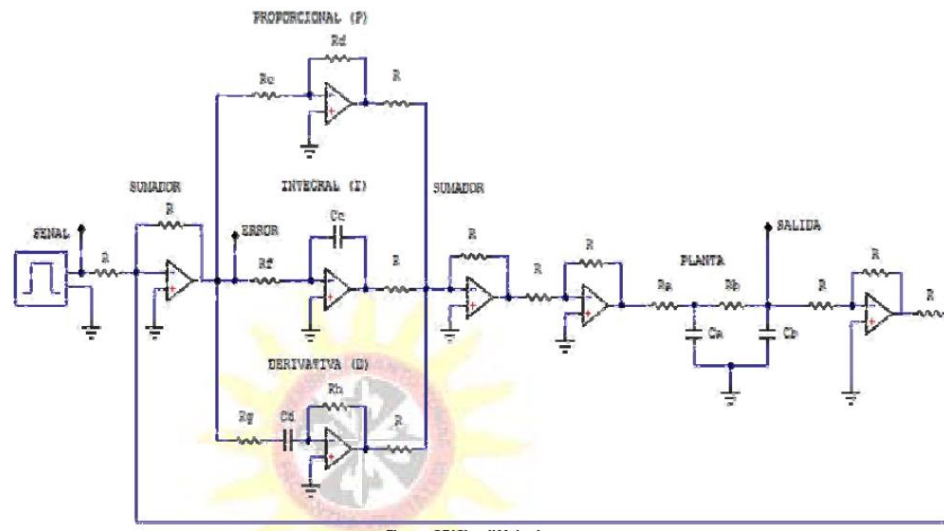 PROPORCIONAL (P)
Rd
Re
R
SUMADOR
R
INTEGRAL (I)
SUMADOR
SEÑAL
R
ERROR
Cc
Rf
R
R
R
R
PLANTA
SALIDA
Ra
Rb
R
R
R
Ca
Cb
DERIVATIVA (D)
Rh
Rg
Cd
R